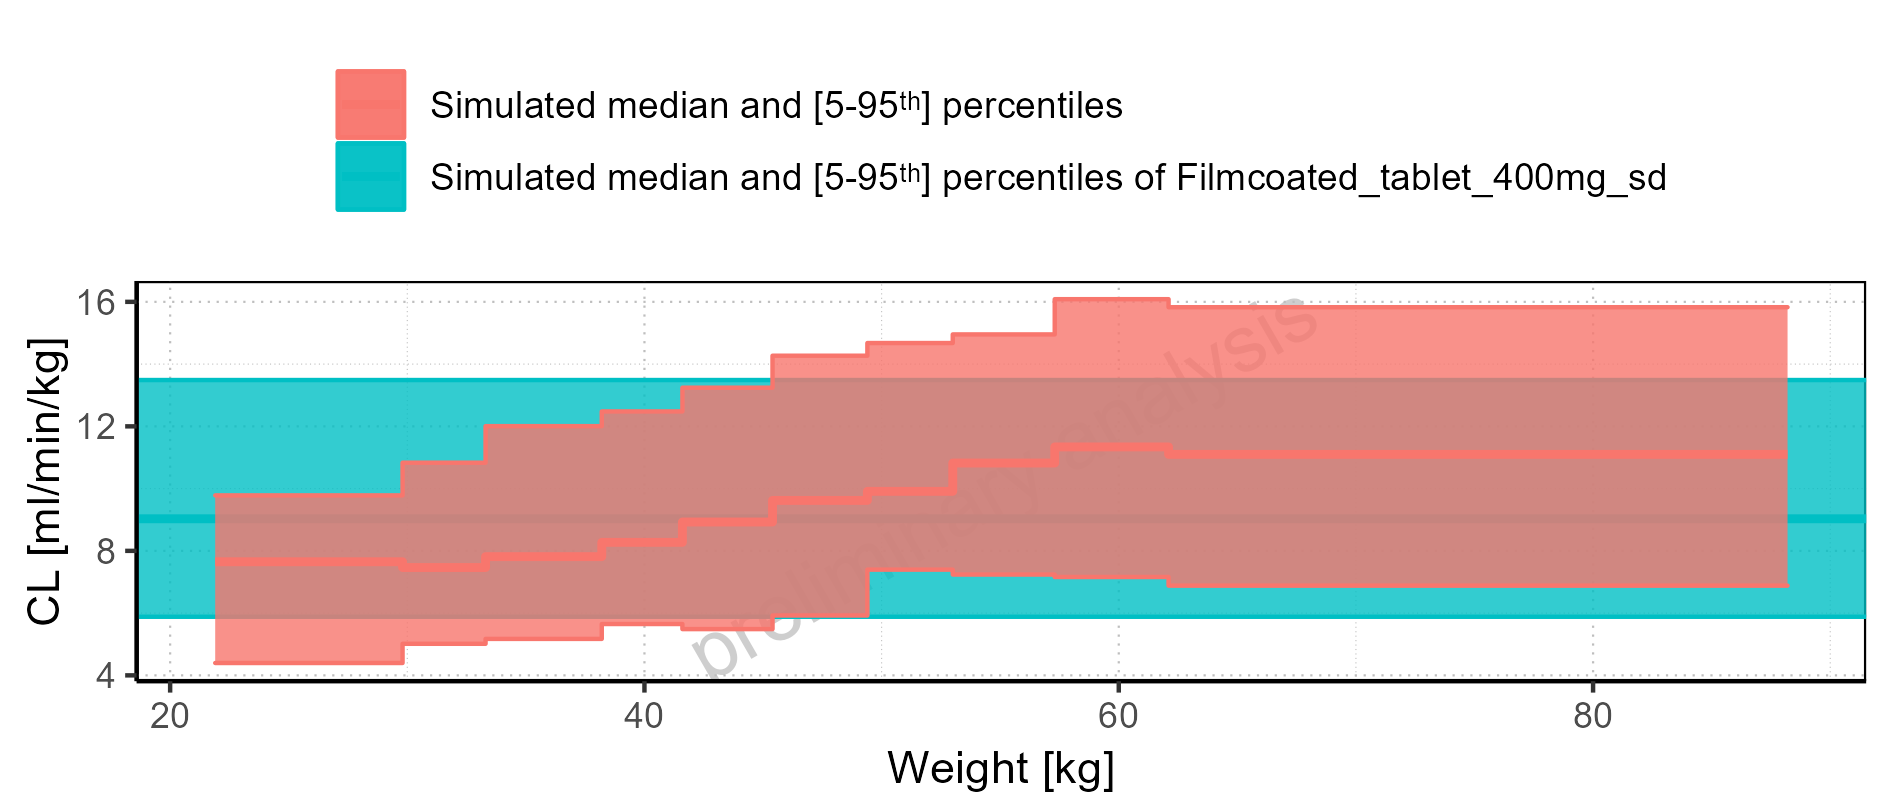 Simulated median and [5-95th] percentiles
Simulated median and [5-95th] percentiles of Filmcoated_tablet_400mg_sd
16
12
8
4
CL [ml/min/kg]
preliminary analysis
20 40 60 80
Weight [kg]